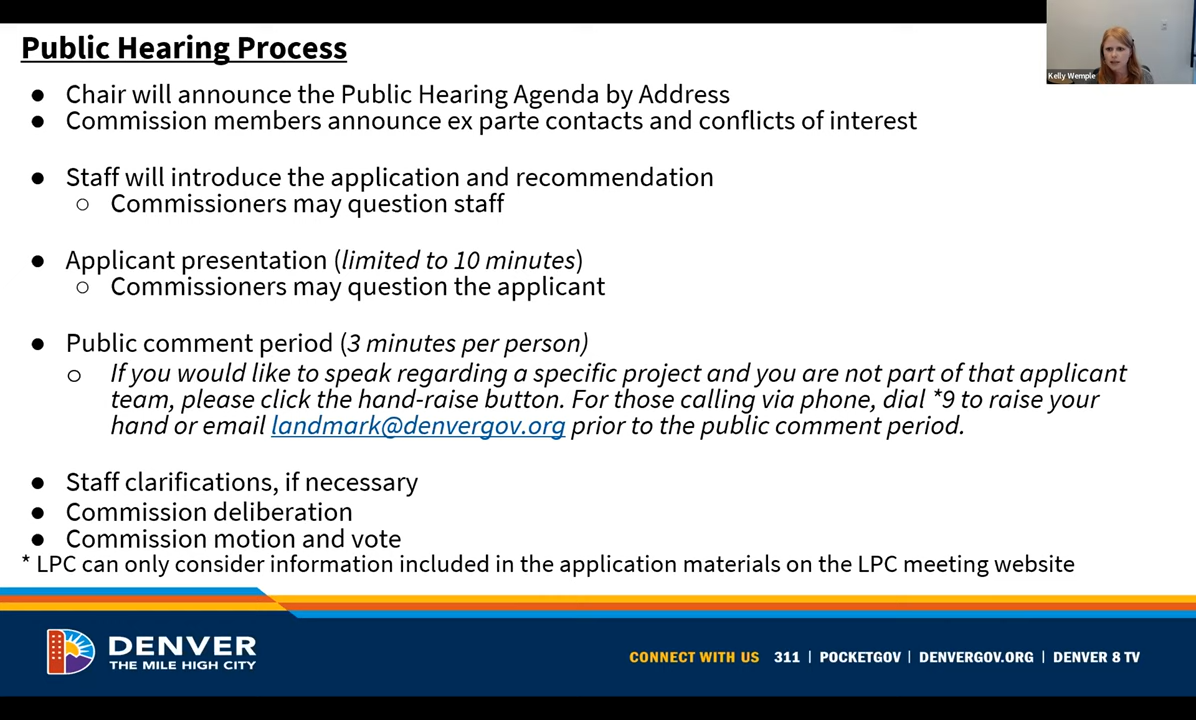 Public Hearing Process
Kelly Wemple
● Chair will announce the Public Hearing Agenda by Address
● Commission members announce ex parte contacts and conflicts of interest
● Staff will introduce the application and recommendation
○ Commissioners may question staff
● Applicant presentation (limited to 10 minutes)
○ Commissioners may question the applicant
● Public comment period (3 minutes per person)
○ If you would like to speak regarding a specific project and you are not part of that applicant
team, please click the hand-raise button. For those calling via phone, dial *9 to raise your
hand or email landmark@denvergov.org prior to the public comment period.
● Staff clarifications, if necessary
● Commission deliberation
● Commission motion and vote
* LPC can only consider information included in the application materials on the LPC meeting website
DENVER
THE MILE HIGH CITY
CONNECT WITH US 311 | POCKETGOV | DENVERGOV.ORG | DENVER 8 TV